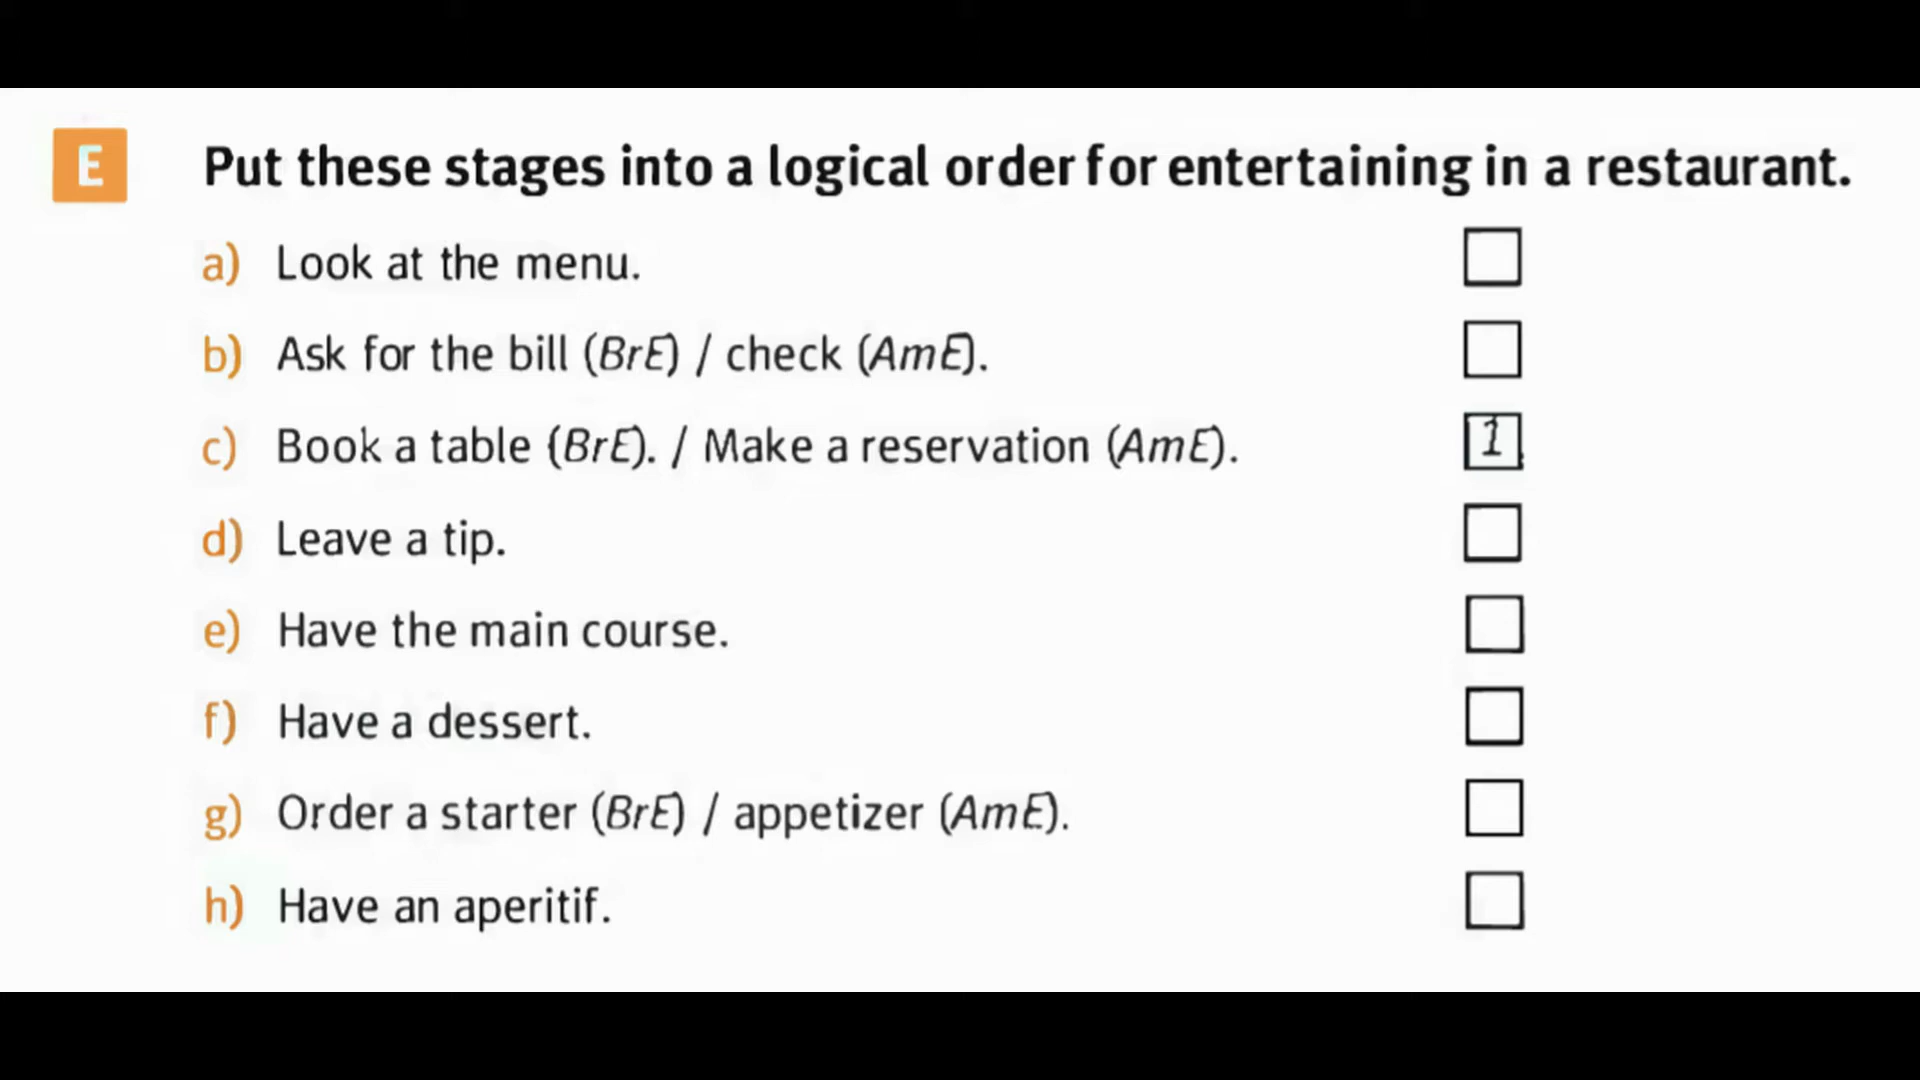 E Put these stages into a logical order for entertaining in a restaurant.
a) Look at the menu.
b) Ask for the bill (BrE) / check (AmE).
c) Book a table (BrE). / Make a reservation (AmE). 1
d) Leave a tip.
e) Have the main course.
f) Have a dessert.
g) Order a starter (BrE) / appetizer (AmE).
h) Have an aperitif.